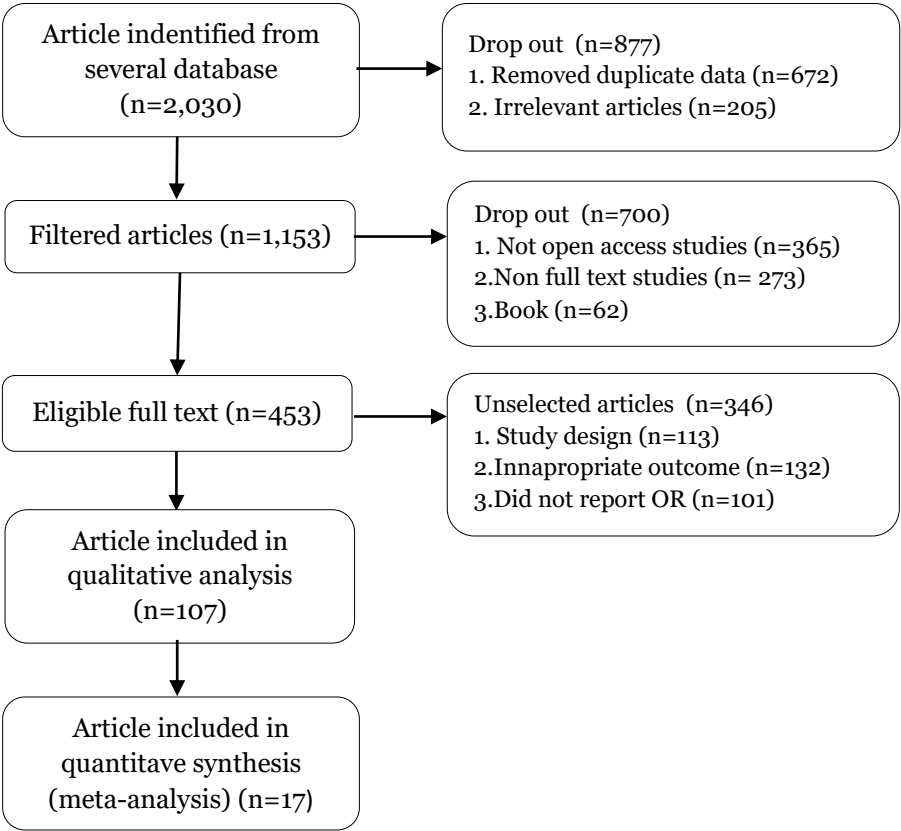 Article indentified from
several database
(n=2,030)
Drop out (n=877)
1. Removed duplicate data (n=672)
2. Irrelevant articles (n=205)
Filtered articles (n=1,153)
Drop out (n=700)
1. Not open access studies (n=365)
2.Non full text studies (n= 273)
3.Book (n=62)
Eligible full text (n=453)
Unselected articles (n=346)
1. Study design (n=113)
2.Innapropriate outcome (n=132)
3.Did not report OR (n=101)
Article included in
qualitative analysis
(n=107)
Article included in
quantitave synthesis
(meta-analysis) (n=17)